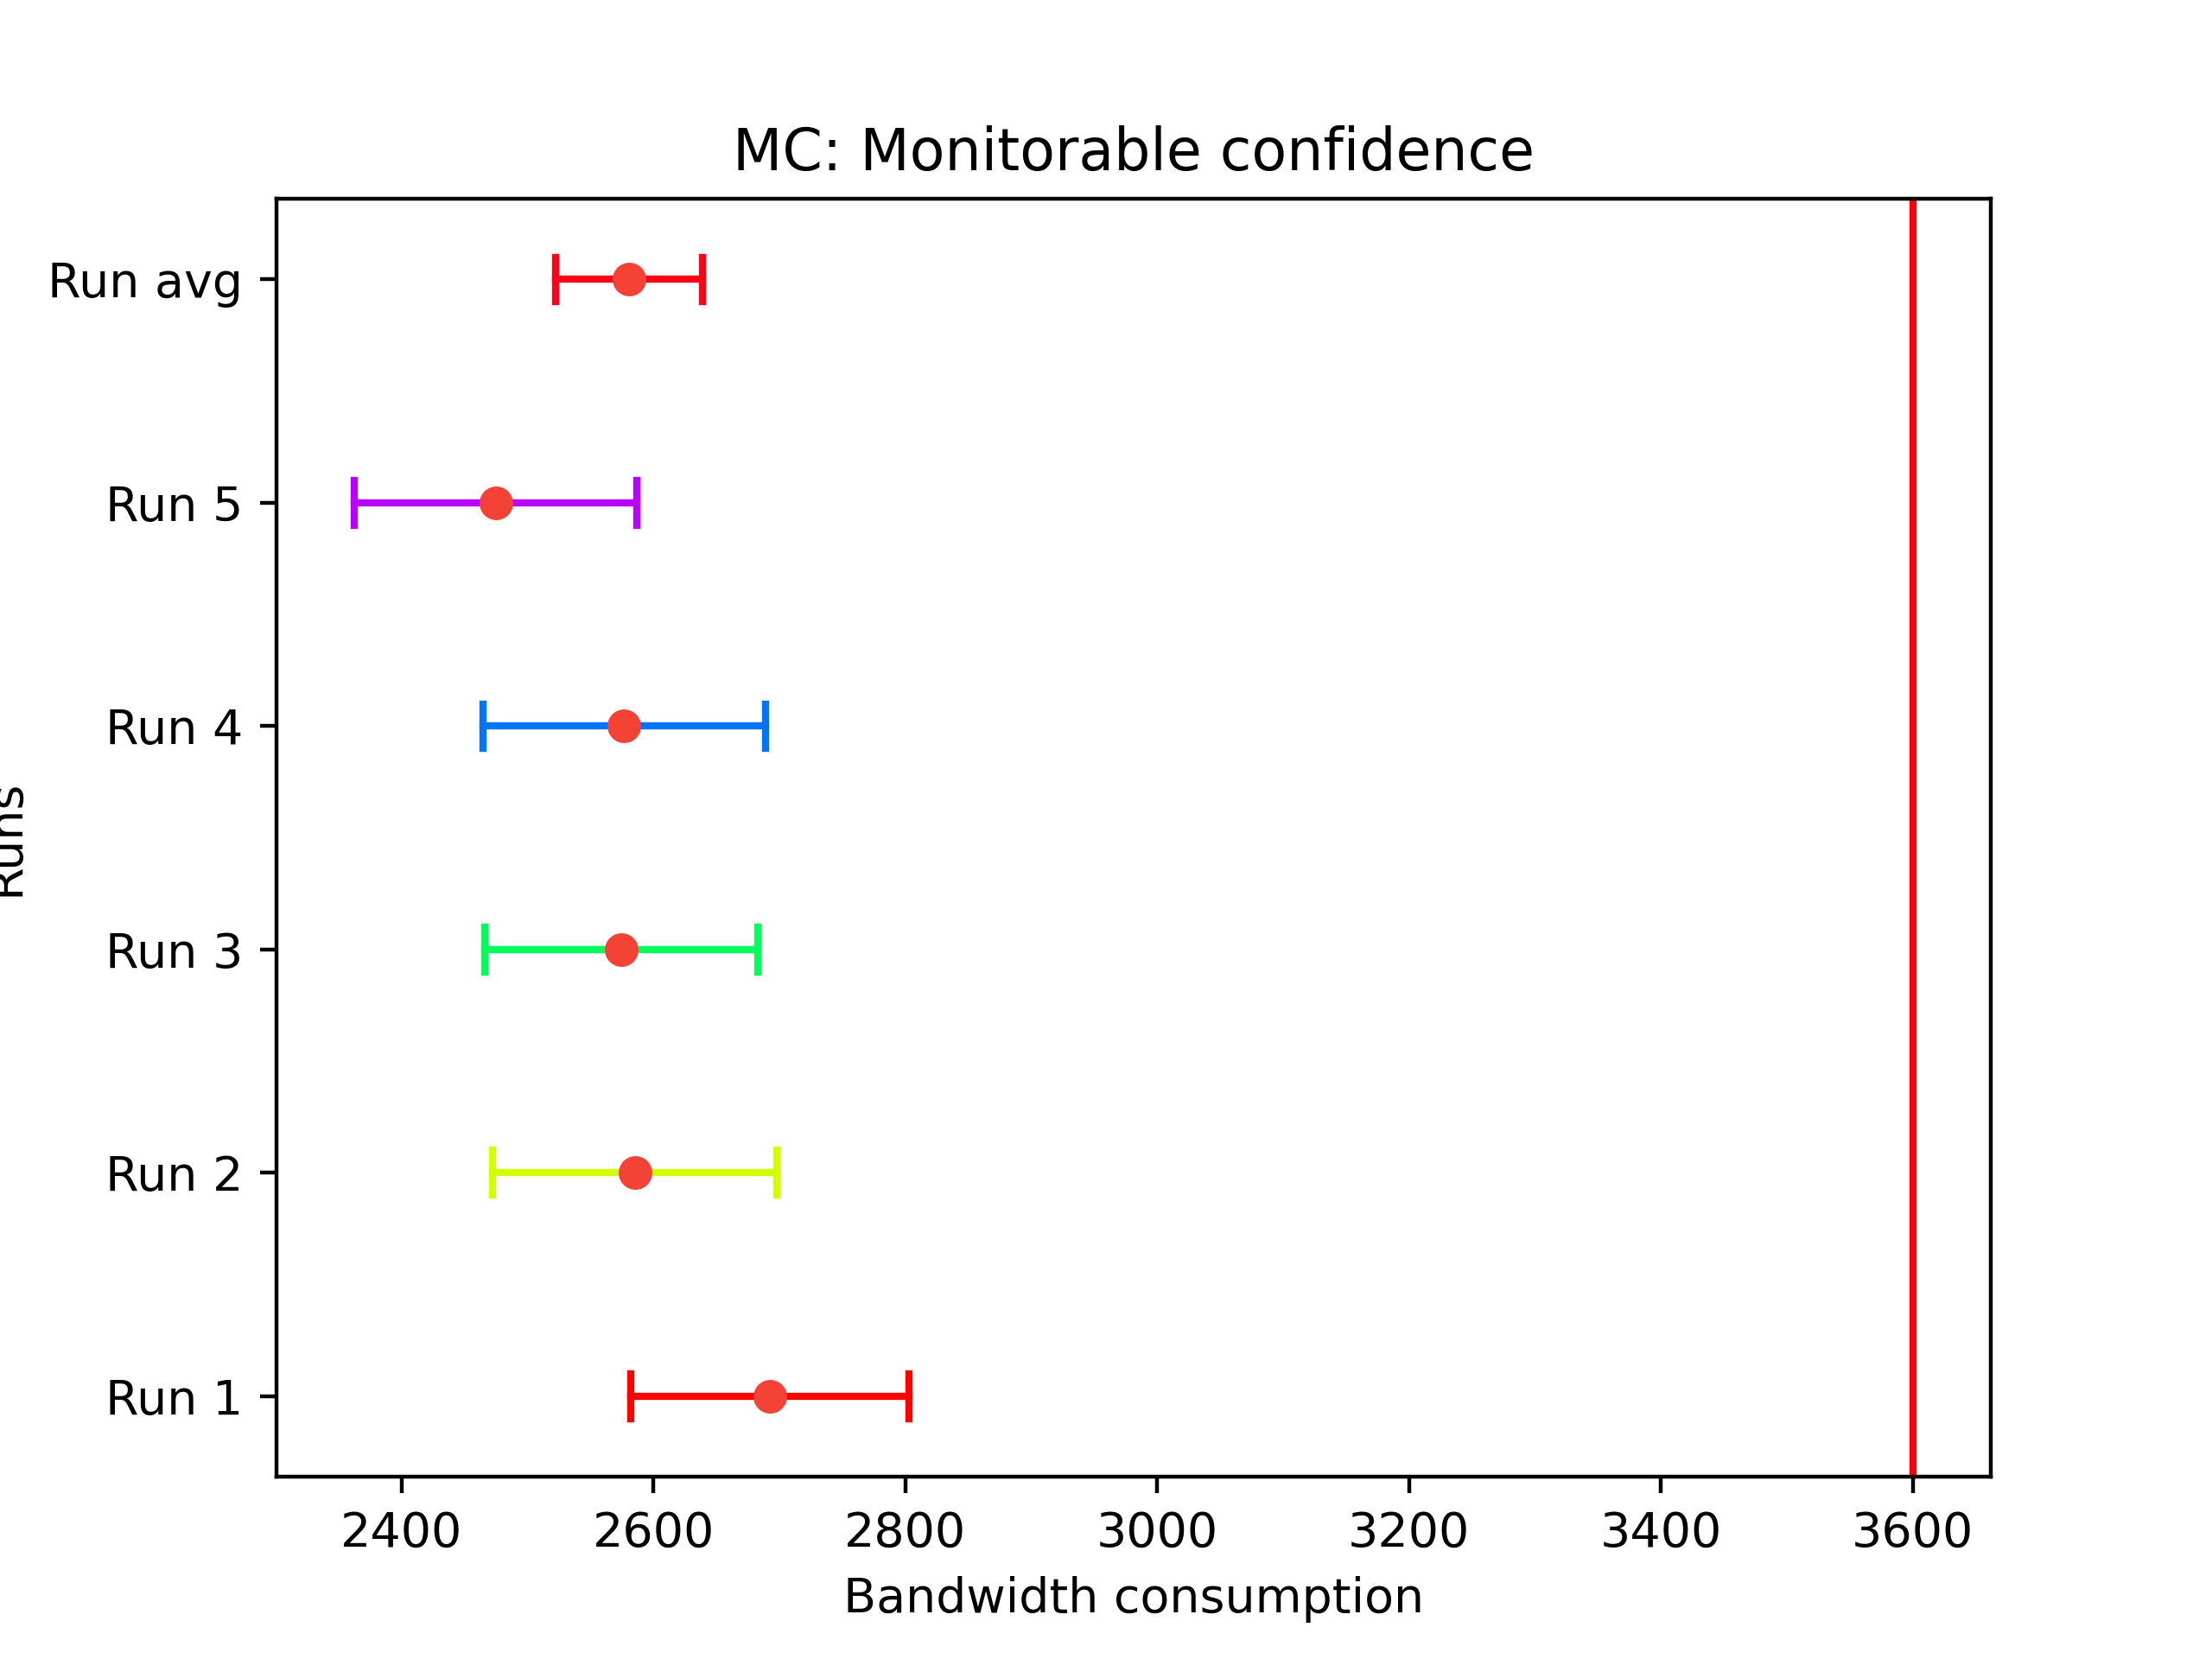 MC: Monitorable confidence
Run avg
Run 5
Run 4
Run 3
Run 2
Run 1
Runs
2400 2600 2800 3000 3200 3400 3600
Bandwidth consumption